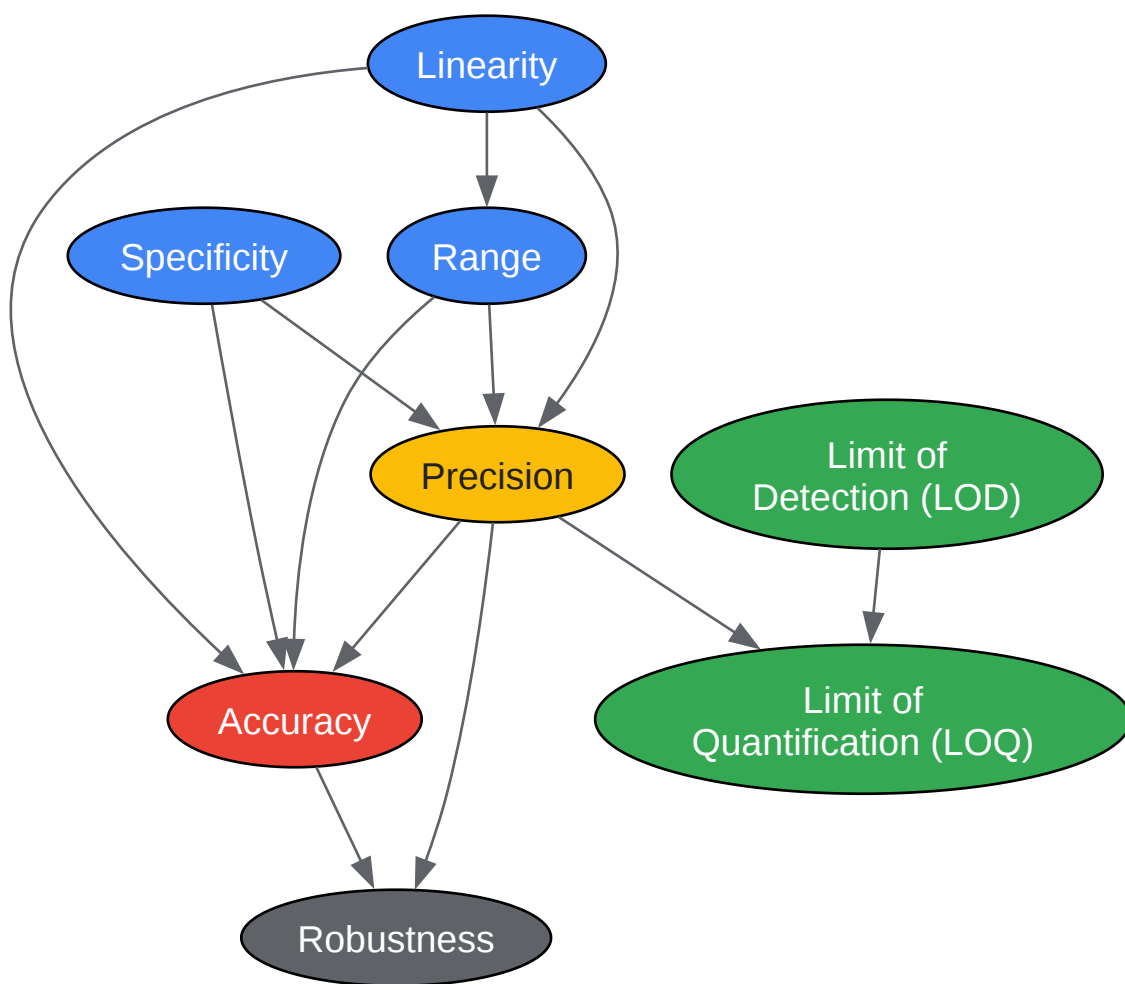 Linearity
Specificity
Range
Precision
Limit of
Detection (LOD)
Accuracy
Limit of
Quantification (LOQ)
Robustness